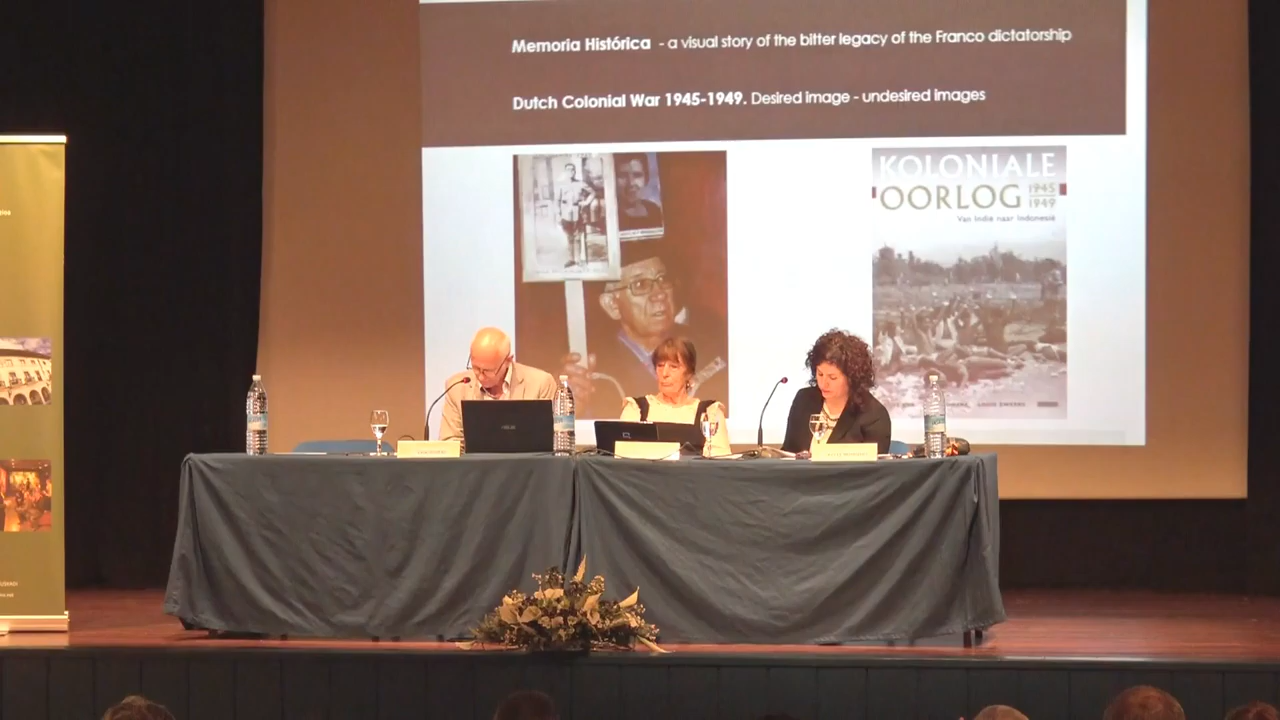 Memoria Histórica - a visual story of the bitter legacy of the Franco dictatorship
Dutch Colonial War 1945-1949. Desired image - undesired images
KOLONIALE
OORLOG 1945
1949
Van Indië naar Indonesië